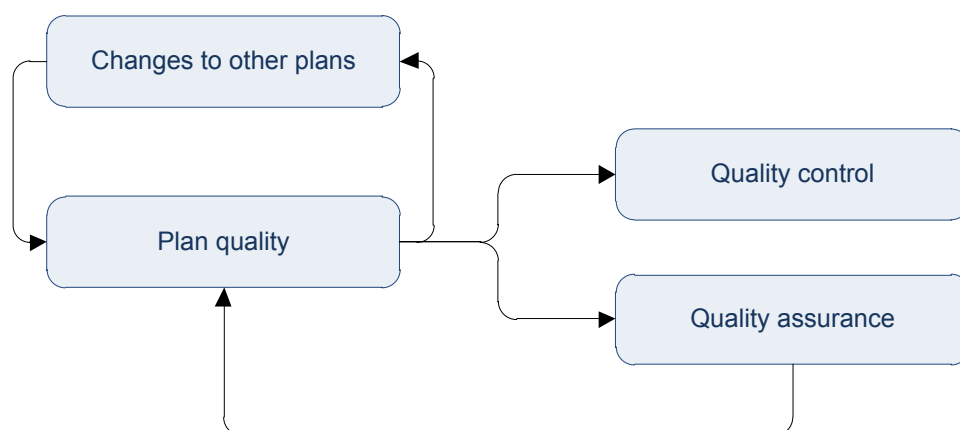 Changes to other plans
Plan quality
Quality control
Quality assurance